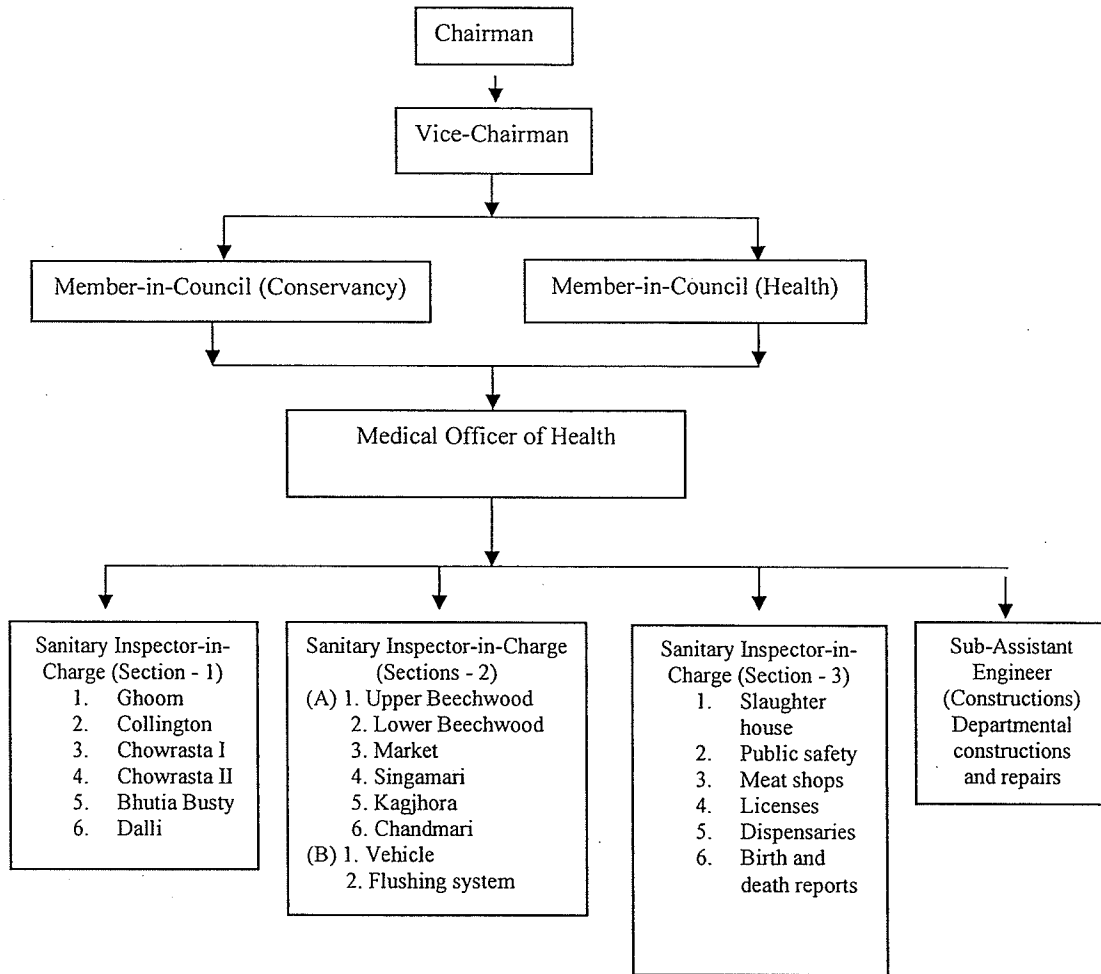 Chairman
Vice-Chairman
Member-in-Council (Conservancy)
Member-in-Council (Health)
Medical Officer of Health
Sanitary Inspector-in-
Charge (Section - 1)
1. Ghoom
2. Collington
3. Chowrasta I
4. Chowrasta II
5. Bhutia Busty
6. Dalli
Sanitary Inspector-in-Charge
(Sections - 2)
(A) 1. Upper Beechwood
2. Lower Beechwood
3. Market
4. Singamari
5. Kagjhora
6. Chandmari
(B) 1. Vehicle
2. Flushing system
Sanitary Inspector-in-
Charge (Section - 3)
1. Slaughter
house
2. Public safety
3. Meat shops
4. Licenses
5. Dispensaries
6. Birth and
death reports
Sub-Assistant
Engineer
(Constructions)
Departmental
constructions
and repairs